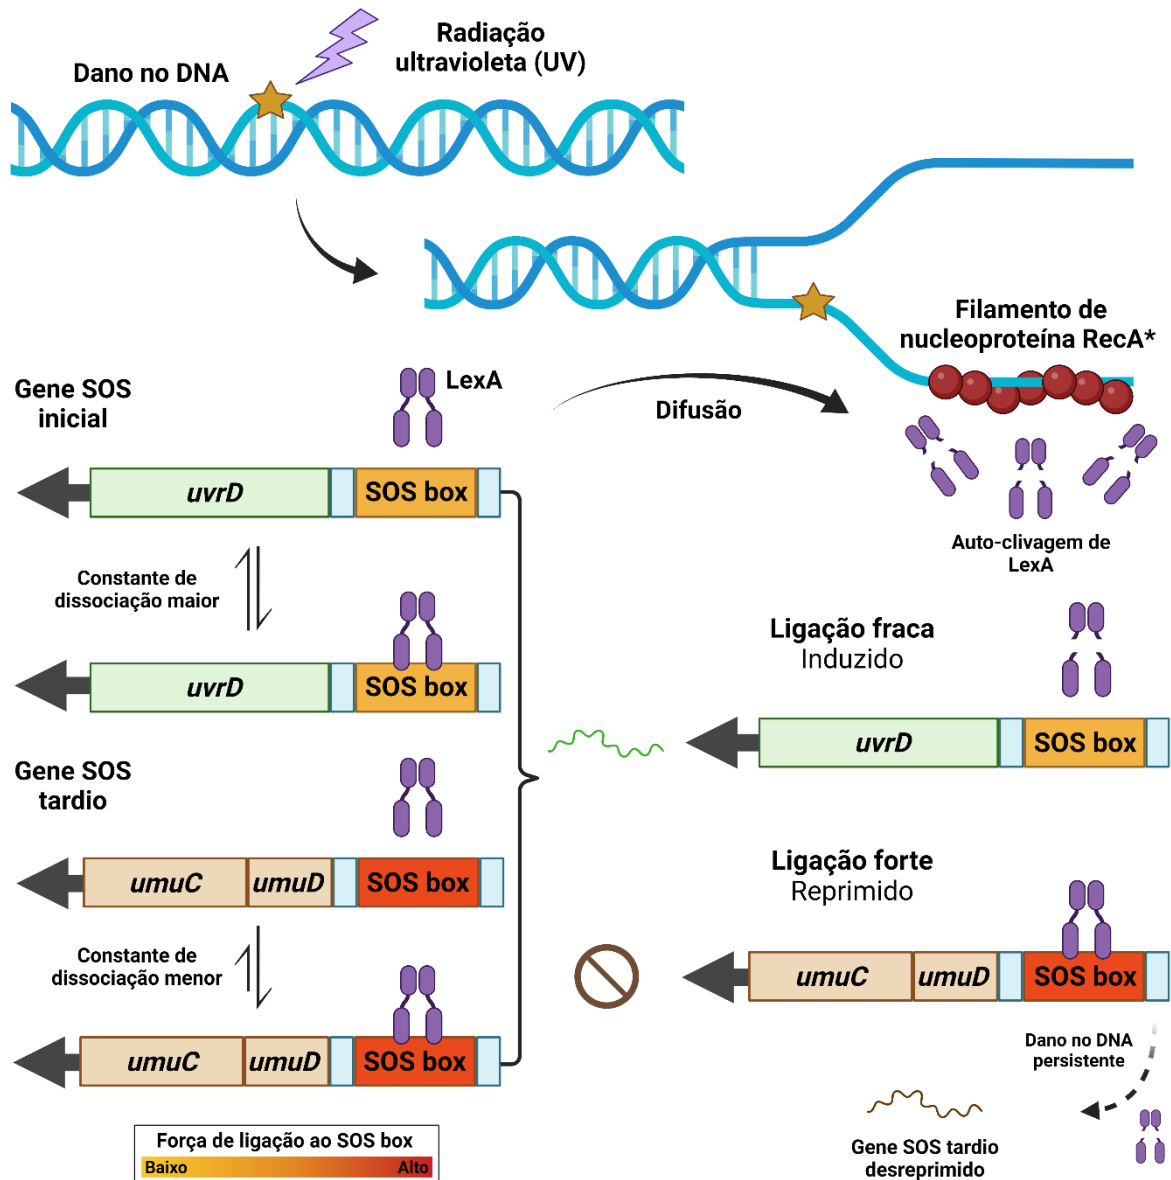 Radiação
ultravioleta (UV)
Dano no DNA
Filamento de
nucleoproteína RecA*
Gene SOS
inicial
LexA
Difusão
uvrD
SOS box
Auto-clivagem de
LexA
Constante de
dissociação maior
uvrD
SOS box
Ligação fraca
Induzido
uvrD
SOS box
Gene SOS
tardio
umuC
umuD
SOS box
Ligação forte
Reprimido
Constante de
dissociação menor
umuC
umuD
SOS box
umuC
umuD
SOS box
Dano no DNA
persistente
Gene SOS tardio
desreprimido
Força de ligação ao SOS box
Baixo
Alto